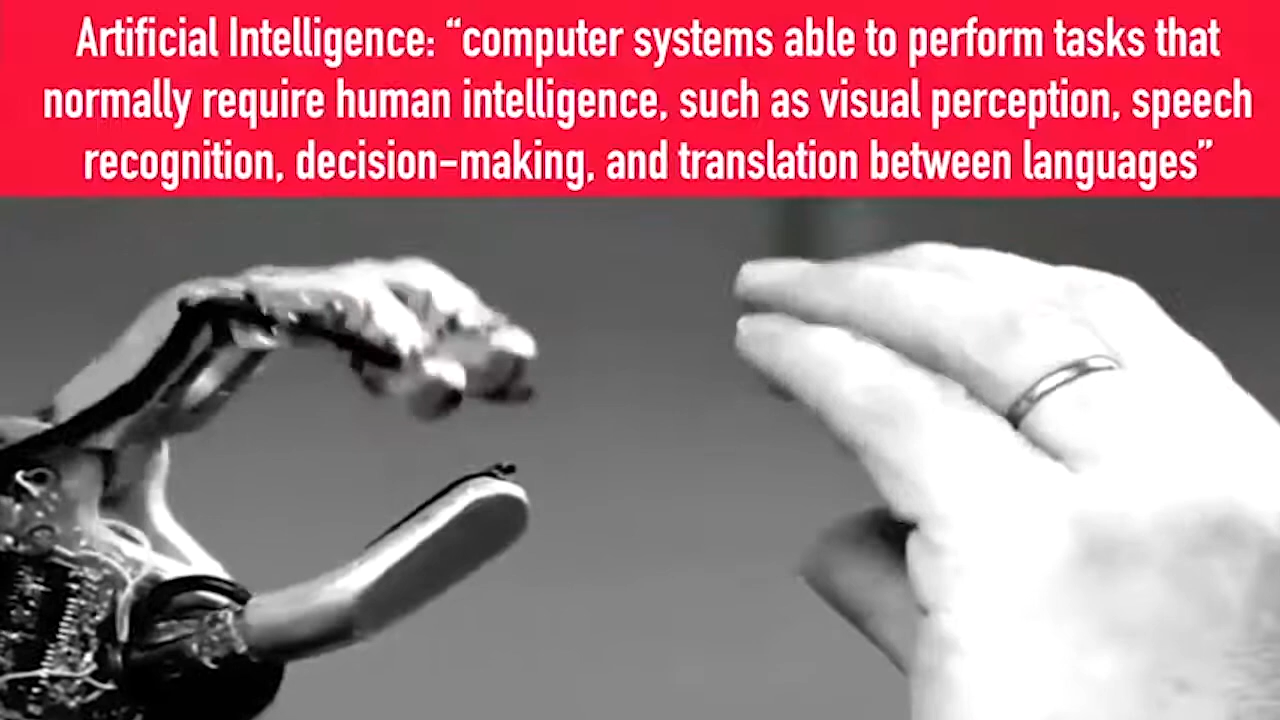 Artificial Intelligence: “computer systems able to perform tasks that
normally require human intelligence, such as visual perception, speech
recognition, decision-making, and translation between languages”